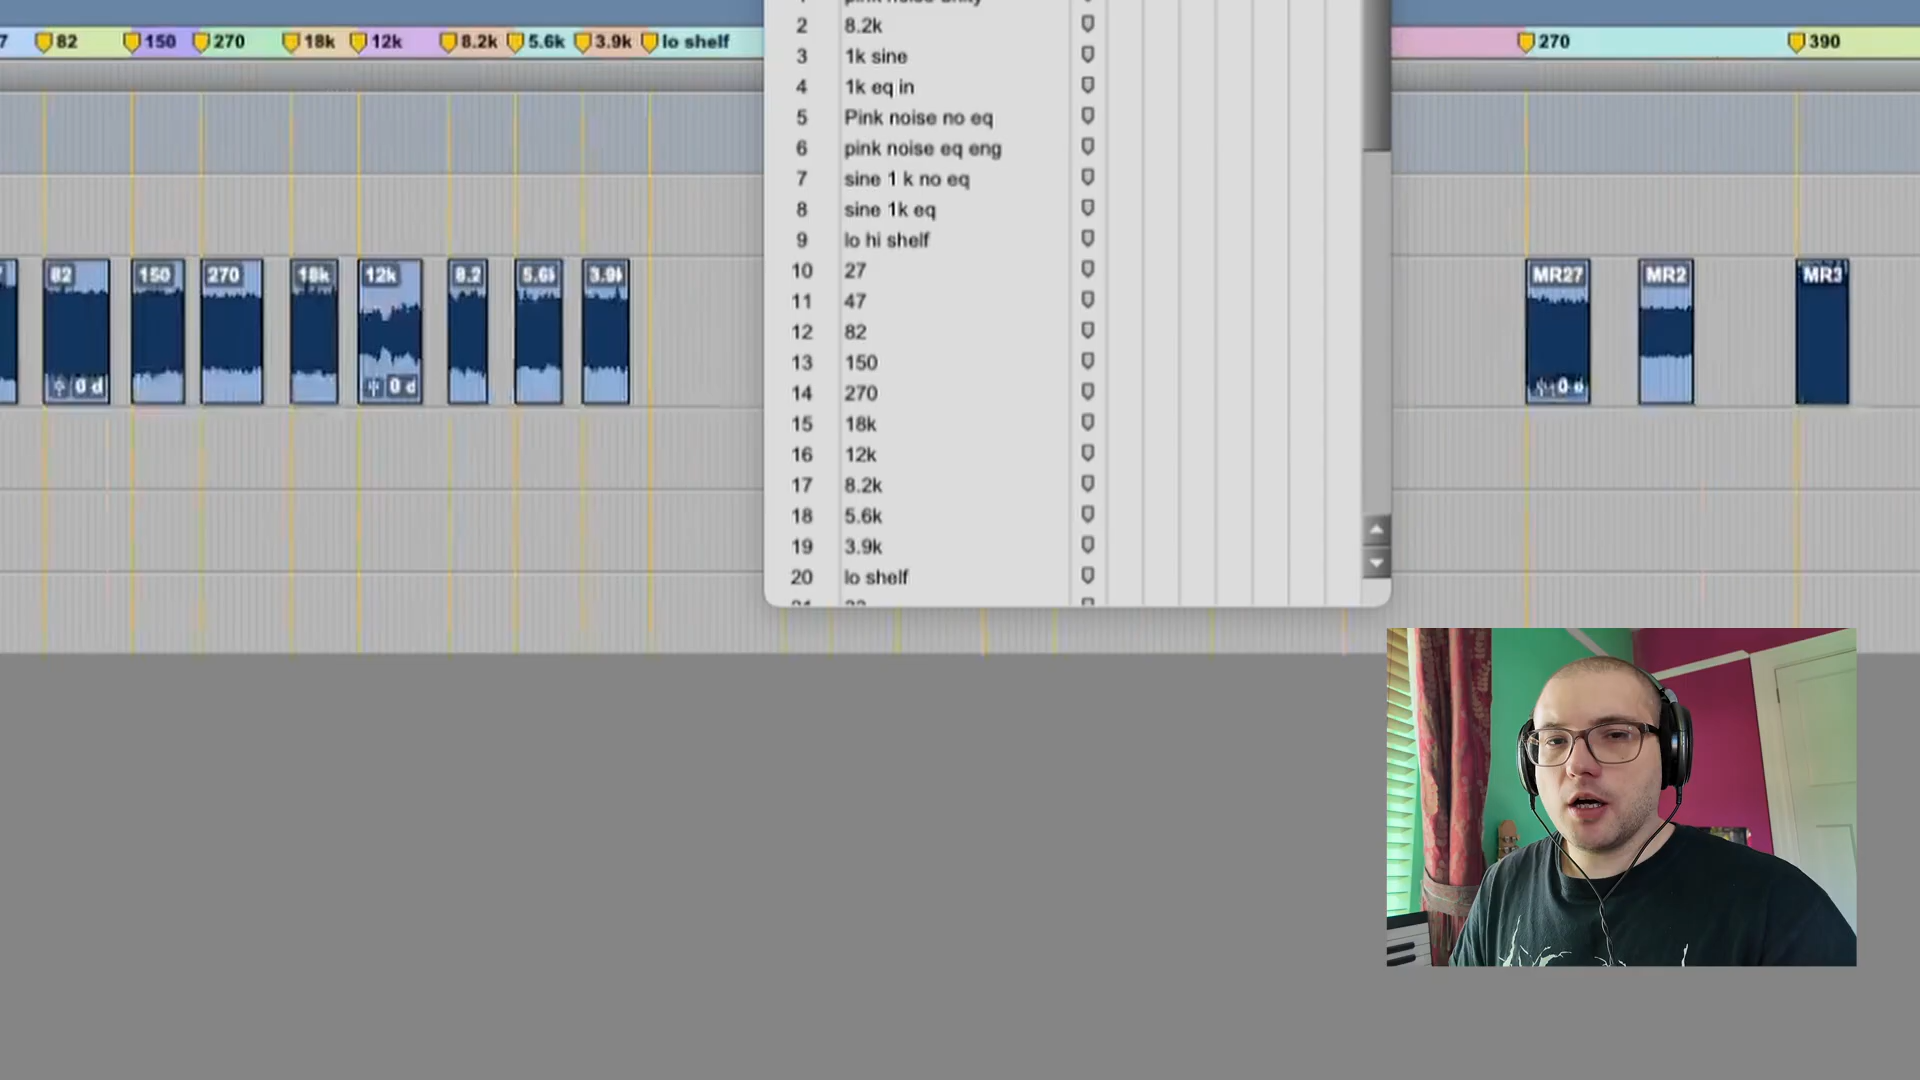 7 82 150 270 18k 12k 8.2k 5.6k 3.9k lo shelf
270 390
2 8.2k
3 1k sine
4 1k eq in
5 Pink noise no eq
6 pink noise eq eng
7 sine 1 k no eq
8 sine 1k eq
9 lo hi shelf
10 27
11 47
12 82
13 150
14 270
15 18k
16 12k
17 8.2k
18 5.6k
19 3.9k
20 lo shelf
82 150 270 18k 12k 8.2 5.6k 3.9k
0 d 0 d
MR27 MR2 MR3
0 d